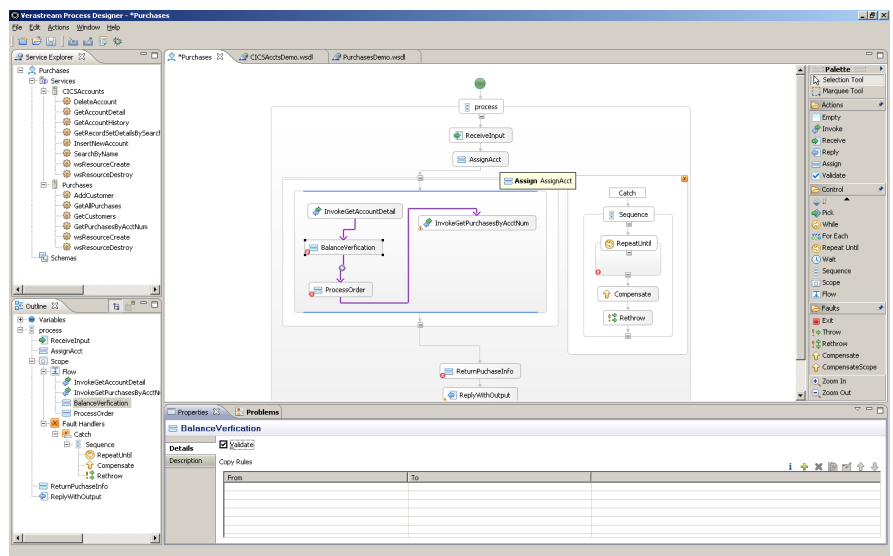 Verastream Process Designer - *Purchases
File Edit Actions Window Help
Service Explorer
Purchases
Services
CICSAccounts
DeleteAccount
GetAccountDetail
GetAccountHistory
GetRecordSetDetailsBySearch
InsertNewAccount
SearchByName
wsResourceCreate
wsResourceDestroy
Purchases
AddCustomer
GetAllPurchases
GetCustomers
GetPurchasesByAcctNum
wsResourceCreate
wsResourceDestroy
Schemas
Outline
Variables
process
ReceiveInput
AssignAcct
Scope
Flow
InvokeGetAccountDetail
InvokeGetPurchasesByAcctNu
BalanceVerfication
ProcessOrder
Fault Handlers
Catch
Sequence
RepeatUntil
Compensate
Rethrow
ReturnPuchaseInfo
ReplyWithOutput
*Purchases CICSAcctsDemo.wsdl PurchasesDemo.wsdl
process
ReceiveInput
AssignAcct
Assign AssignAcct
InvokeGetAccountDetail
InvokeGetPurchasesByAcctNum
BalanceVerfication
ProcessOrder
Catch
Sequence
RepeatUntil
Compensate
Rethrow
ReturnPuchaseInfo
ReplyWithOutput
Palette
Selection Tool
Marquee Tool
Actions
Empty
Invoke
Receive
Reply
Assign
Validate
Control
If
Pick
While
For Each
Repeat Until
Wait
Sequence
Scope
Flow
Faults
Exit
Throw
Rethrow
Compensate
CompensateScope
Zoom In
Zoom Out
Properties Problems
BalanceVerfication
Details
Description
Validate
Copy Rules
From To